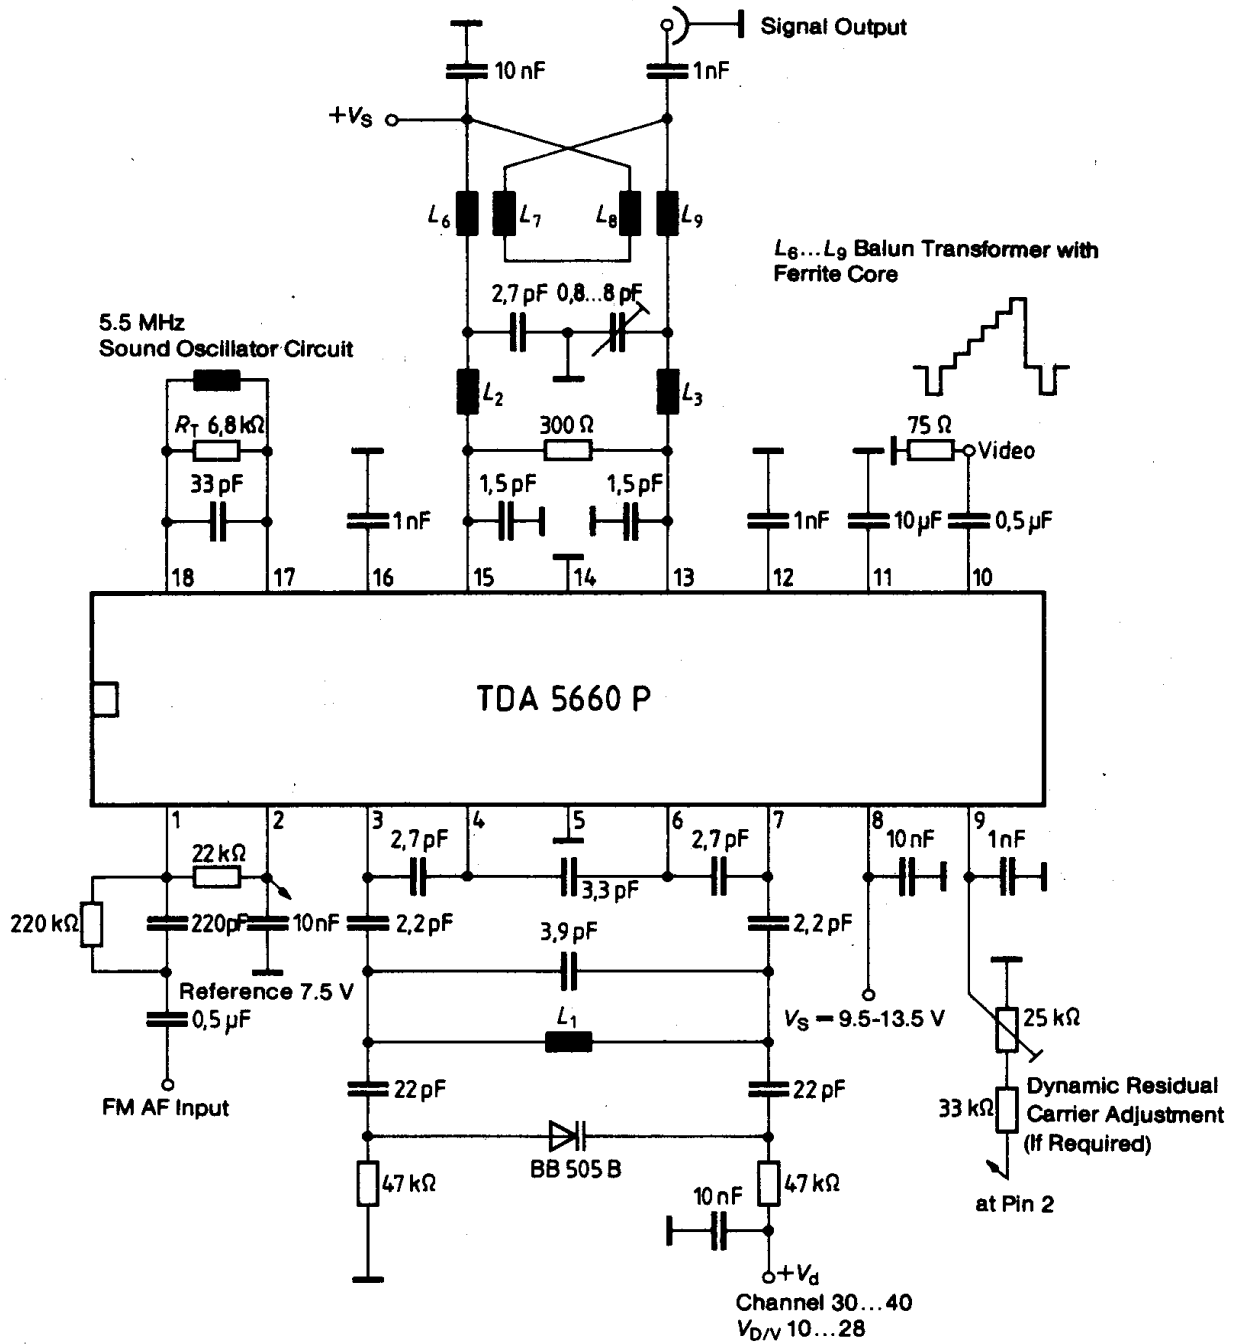 Signal Output
10 nF
1nF
+VS
L6
L7
L8
L9
L6...L9 Balun Transformer with
Ferrite Core
2,7 pF
0,8...8 pF
5.5 MHz
Sound Oscillator Circuit
L2
L3
RT 6,8 kΩ
300 Ω
75 Ω
Video
33 pF
1,5 pF
1,5 pF
1nF
1nF
10 µF
0,5 µF
18
17
16
15
14
13
12
11
10
TDA 5660 P
1
2
3
4
5
6
7
8
9
22 kΩ
2,7 pF
3,3 pF
2,7 pF
10 nF
1nF
220 kΩ
220pF
10nF
2,2 pF
3,9 pF
2,2 pF
Reference 7.5 V
0,5 µF
L1
VS = 9.5-13.5 V
25 kΩ
FM AF Input
22 pF
22 pF
33 kΩ
Dynamic Residual
Carrier Adjustment
(If Required)
BB 505 B
47 kΩ
10 nF
47 kΩ
at Pin 2
+Vd
Channel 30...40
VD/V 10...28